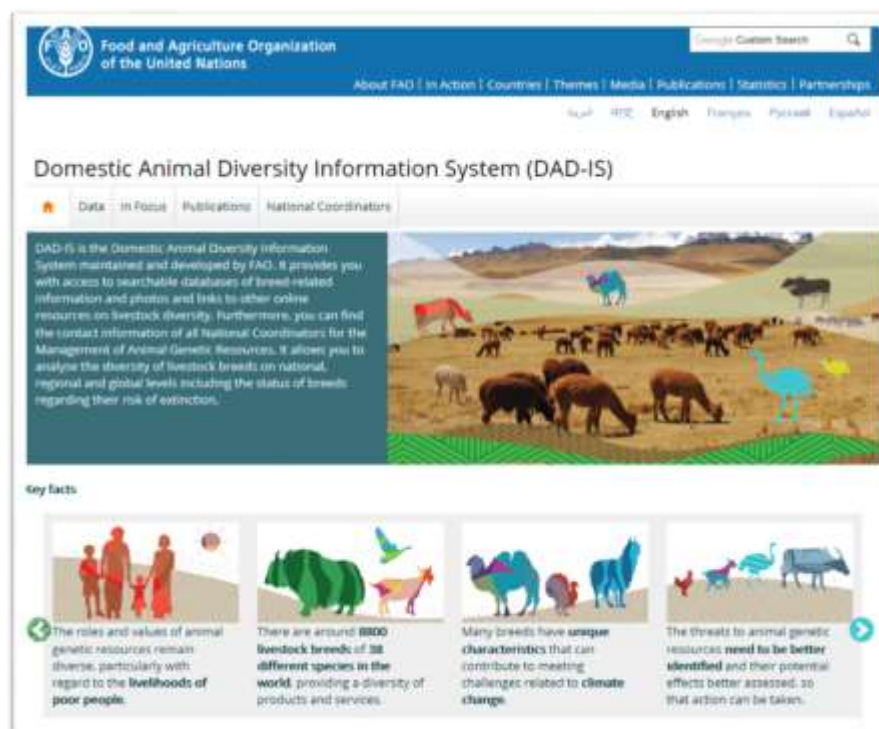 FAO
Food and Agriculture Organization
of the United Nations
Google Custom Search
About FAO | In Action | Countries | Themes | Media | Publications | Statistics | Partnerships
العربية 中文 English Français Русский Español
Domestic Animal Diversity Information System (DAD-IS)
Data In Focus Publications National Coordinators
DAD-IS is the Domestic Animal Diversity Information
System maintained and developed by FAO. It provides you
with access to searchable databases of breed-related
information and photos and links to other online
resources on livestock diversity. Furthermore, you can find
the contact information of all National Coordinators for the
Management of Animal Genetic Resources. It allows you to
analyse the diversity of livestock breeds on national,
regional and global levels including the status of breeds
regarding their risk of extinction.
Key facts
The roles and values of animal
genetic resources remain
diverse, particularly with
regard to the livelihoods of
poor people.
There are around 8800
livestock breeds of 38
different species in the
world, providing a diversity of
products and services.
Many breeds have unique
characteristics that can
contribute to meeting
challenges related to climate
change.
The threats to animal genetic
resources need to be better
identified and their potential
effects better assessed, so
that action can be taken.